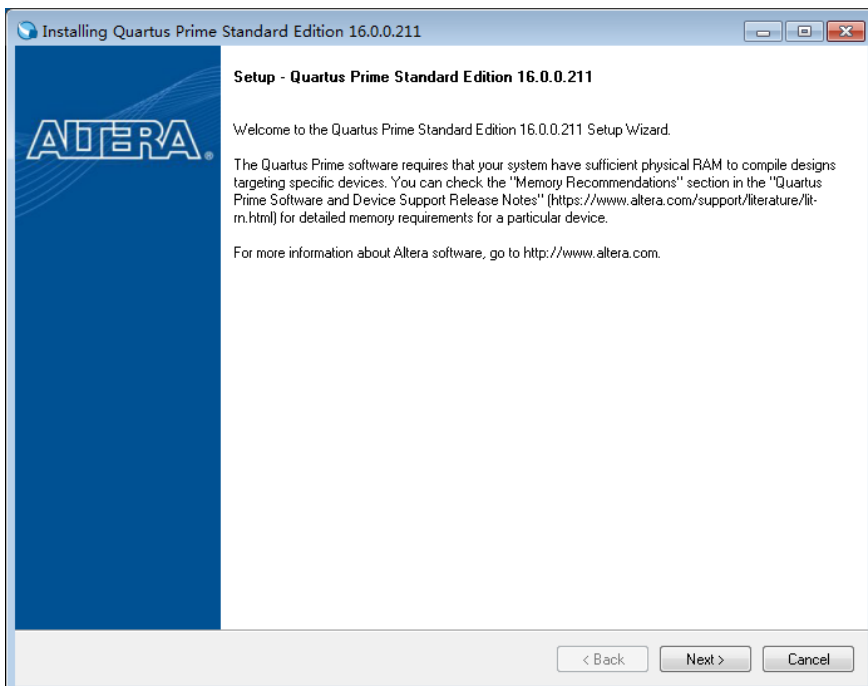 Installing Quartus Prime Standard Edition 16.0.0.211
Setup - Quartus Prime Standard Edition 16.0.0.211
ALTERA®
Welcome to the Quartus Prime Standard Edition 16.0.0.211 Setup Wizard.
The Quartus Prime software requires that your system have sufficient physical RAM to compile designs
targeting specific devices. You can check the "Memory Recommendations" section in the "Quartus
Prime Software and Device Support Release Notes" (https://www.altera.com/support/literature/lit-
rn.html) for detailed memory requirements for a particular device.
For more information about Altera software, go to http://www.altera.com.
< Back
Next >
Cancel